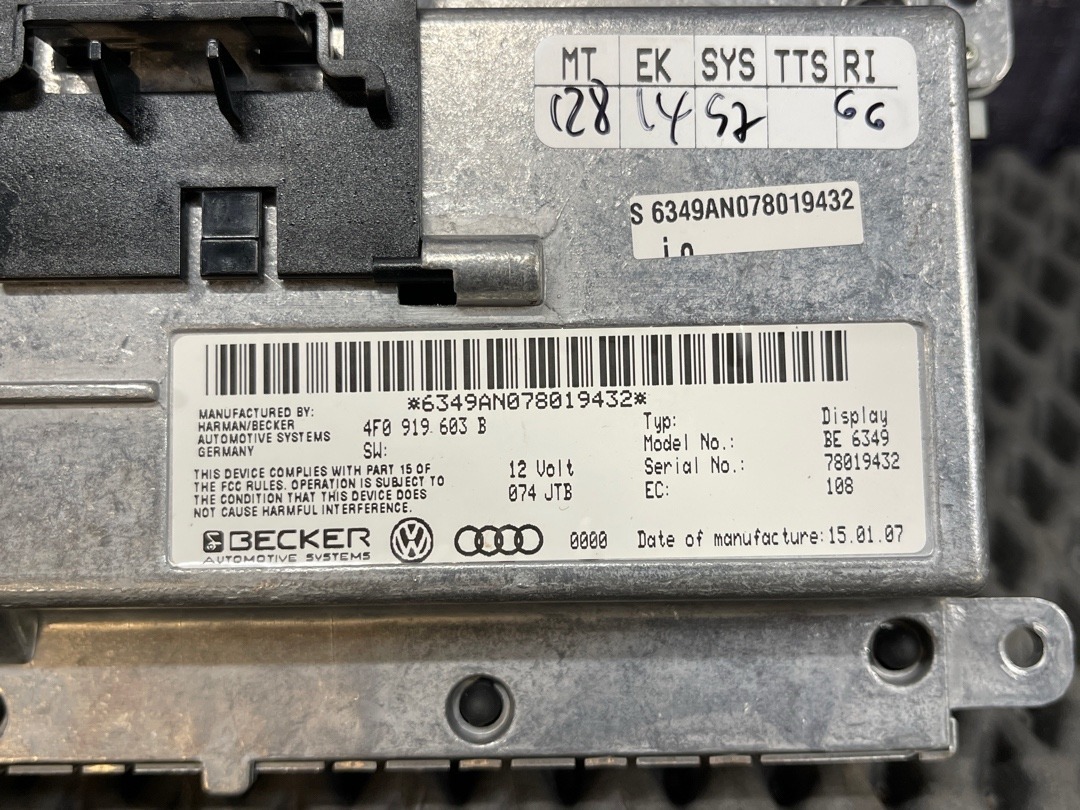 MT EK SYS TTS RI
128 14 52 66
S 6349AN078019432
*6349AN078019432*
MANUFACTURED BY:
HARMAN/BECKER
AUTOMOTIVE SYSTEMS
GERMANY
4F0 919 603 B
SW:
Typ: Display
Model No.: BE 6349
Serial No.: 78019432
EC: 108
THIS DEVICE COMPLIES WITH PART 15 OF
THE FCC RULES. OPERATION IS SUBJECT TO
THE CONDITION THAT THIS DEVICE DOES
NOT CAUSE HARMFUL INTERFERENCE.
12 Volt
074 JTB
BECKER
AUTOMOTIVE SYSTEMS
0000
Date of manufacture: 15.01.07